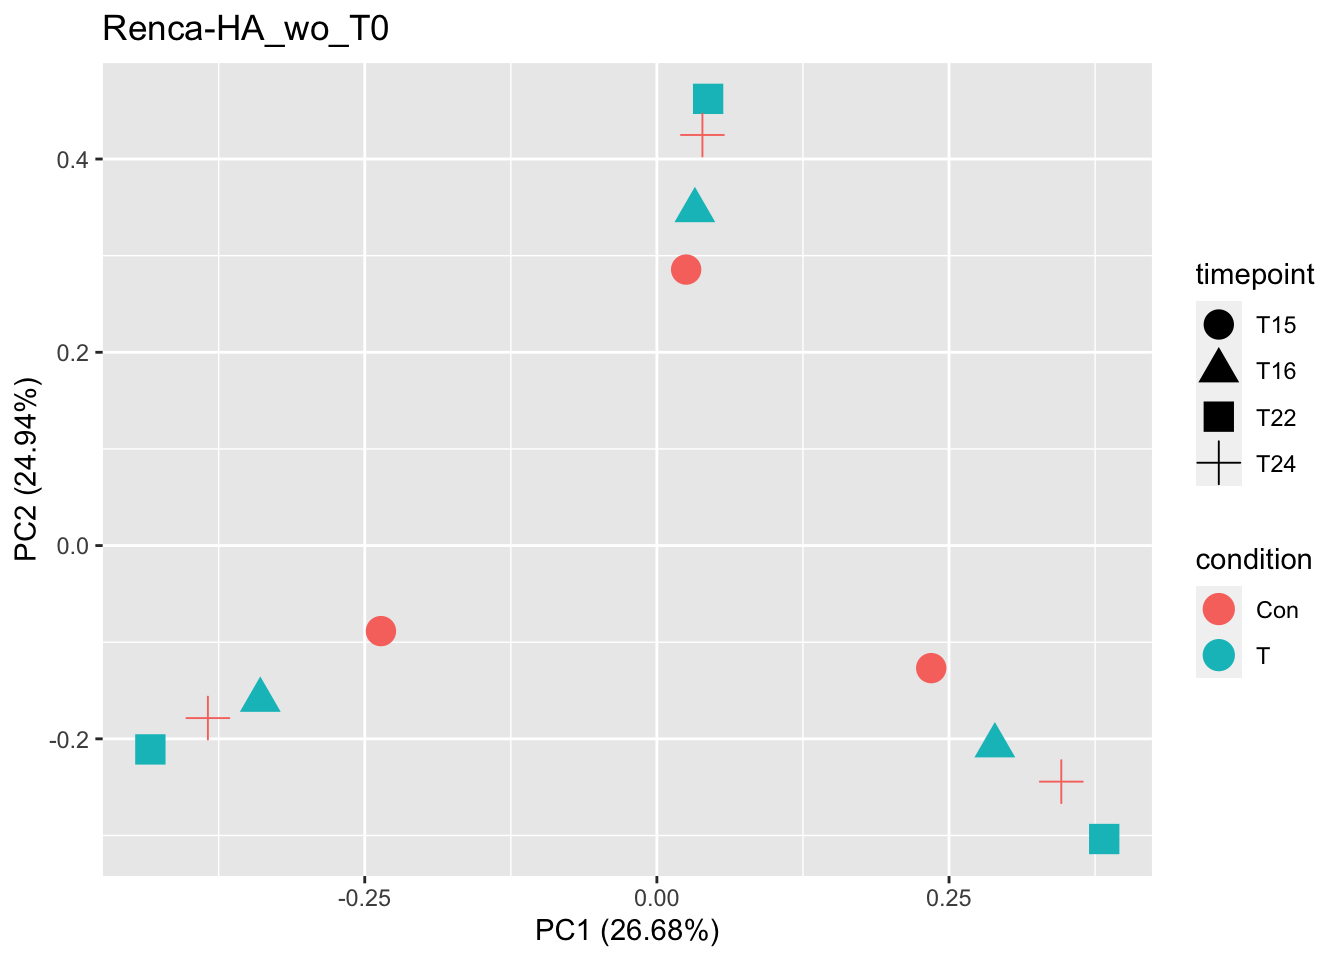 Renca-HA_wo_T0
0.4
0.2
0.0
-0.2
PC2 (24.94%)
-0.25
0.00
0.25
PC1 (26.68%)
timepoint
T15
T16
T22
T24
condition
Con
T